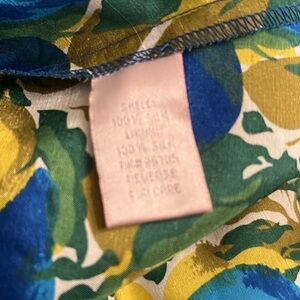 SHELL:
100% SILK
LINING:
100% SILK
REVERSE
FOR CARE